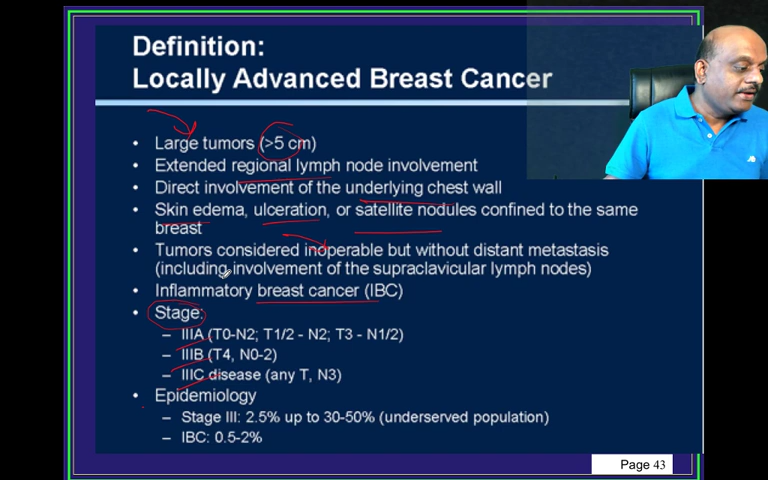 Definition:
Locally Advanced Breast Cancer
• Large tumors (>5 cm)
• Extended regional lymph node involvement
• Direct involvement of the underlying chest wall
• Skin edema, ulceration, or satellite nodules confined to the same
breast
• Tumors considered inoperable but without distant metastasis
(including involvement of the supraclavicular lymph nodes)
• Inflammatory breast cancer (IBC)
• Stage:
– IIIA (T0-N2; T1/2 - N2; T3 - N1/2)
– IIIB (T4, N0-2)
– IIIC disease (any T, N3)
• Epidemiology
– Stage III: 2.5% up to 30-50% (underserved population)
– IBC: 0.5-2%
Page 43